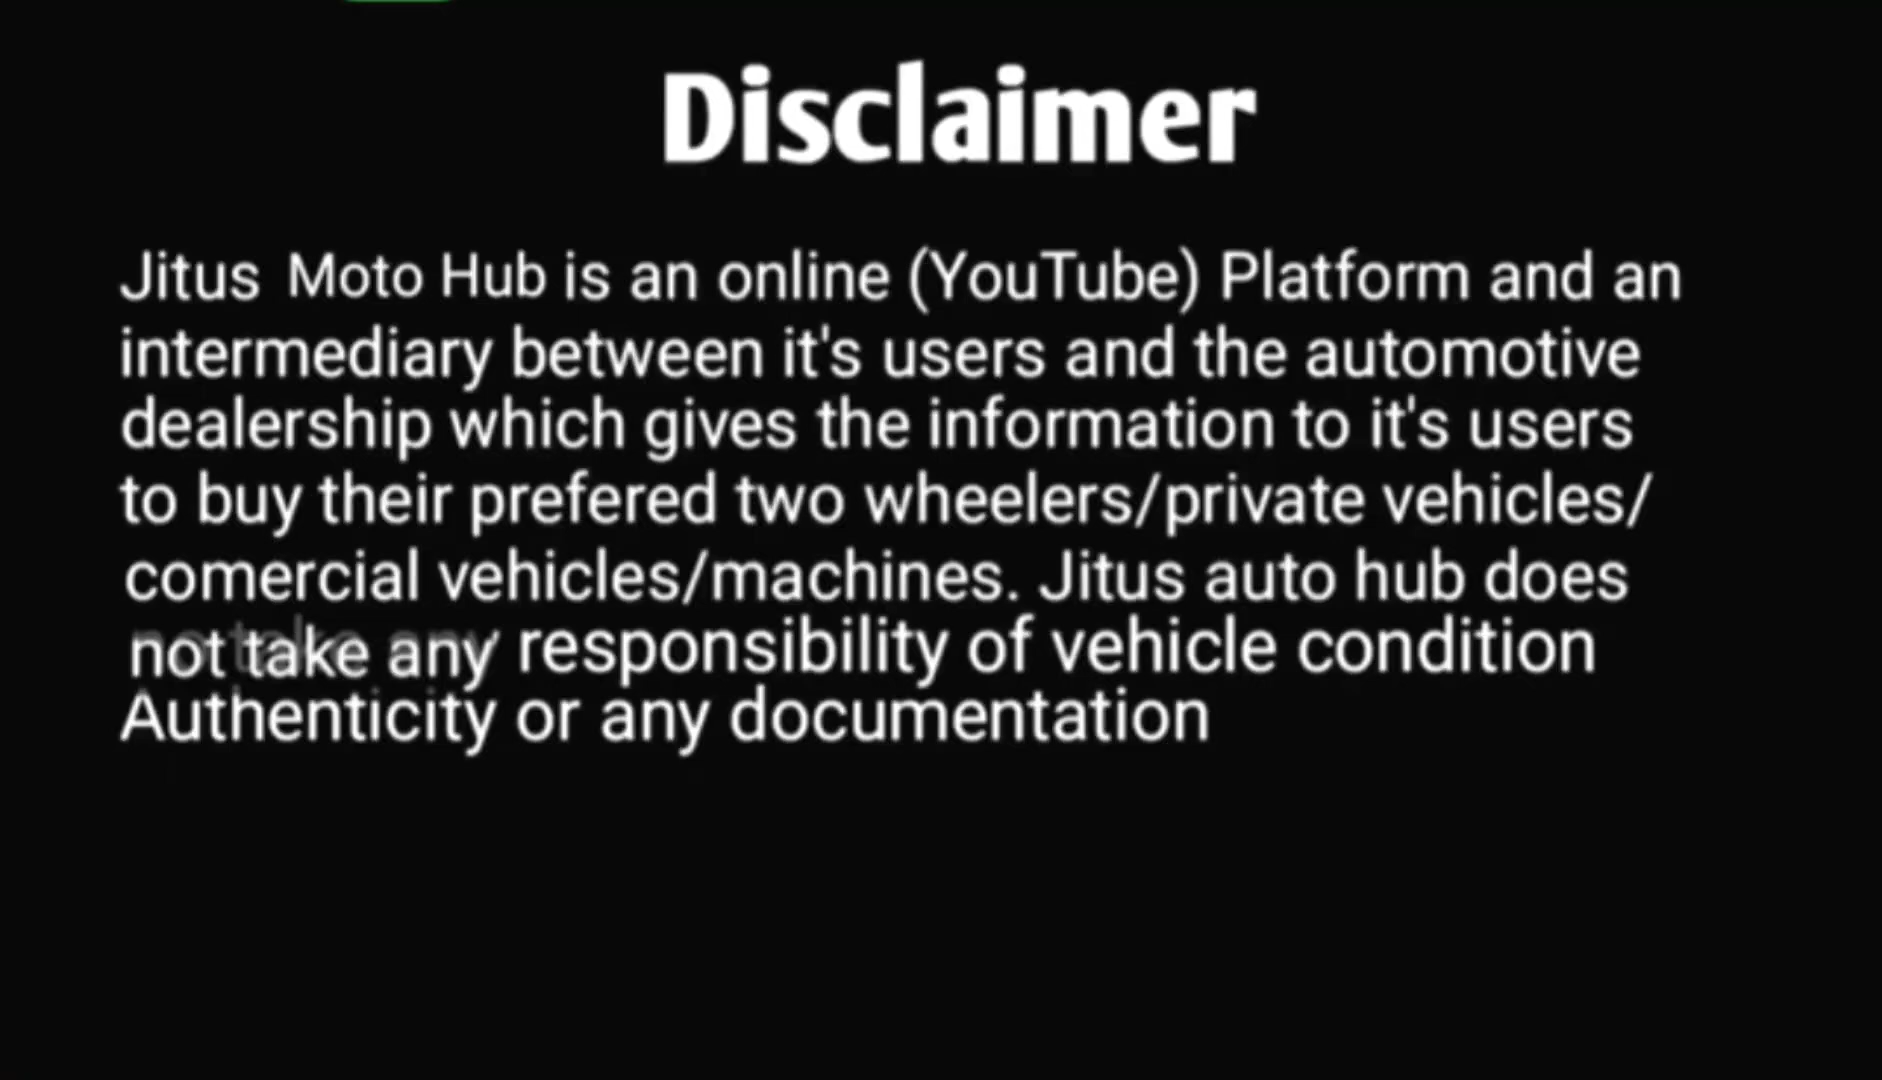 Disclaimer
Jitus Moto Hub is an online (YouTube) Platform and an
intermediary between it's users and the automotive
dealership which gives the information to it's users
to buy their prefered two wheelers/private vehicles/
comercial vehicles/machines. Jitus auto hub does
not take any responsibility of vehicle condition
Authenticity or any documentation